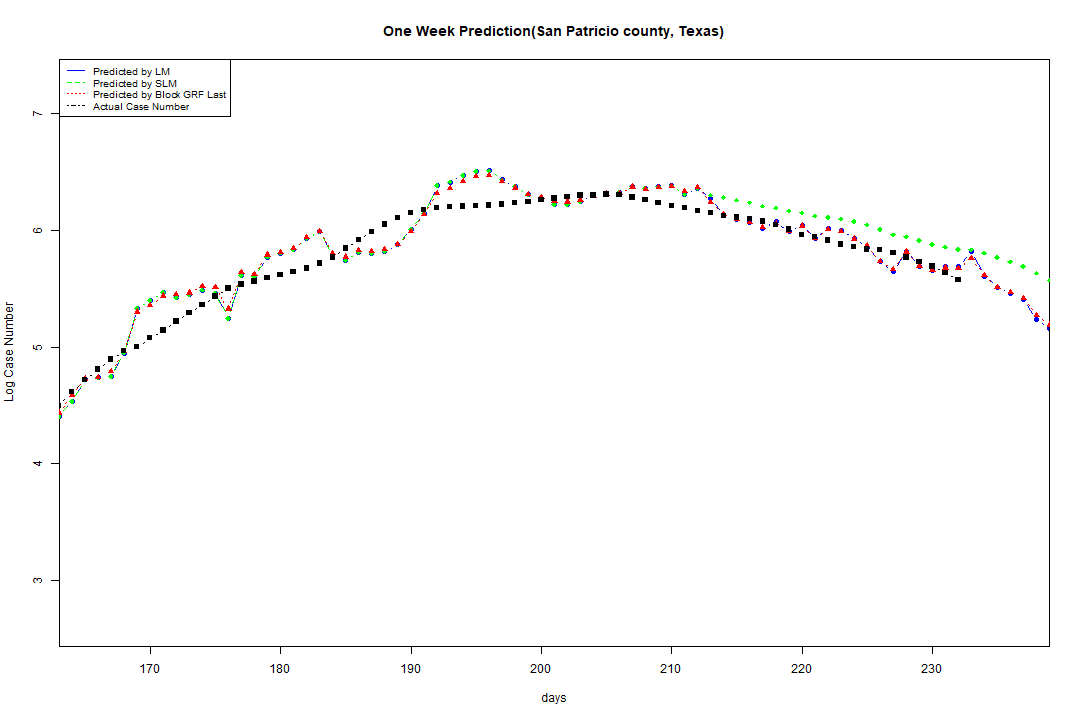 One Week Prediction(San Patricio county, Texas)
Predicted by LM
Predicted by SLM
Predicted by Block GRF Last
Actual Case Number
7
6
5
4
3
Log Case Number
170 180 190 200 210 220 230
days